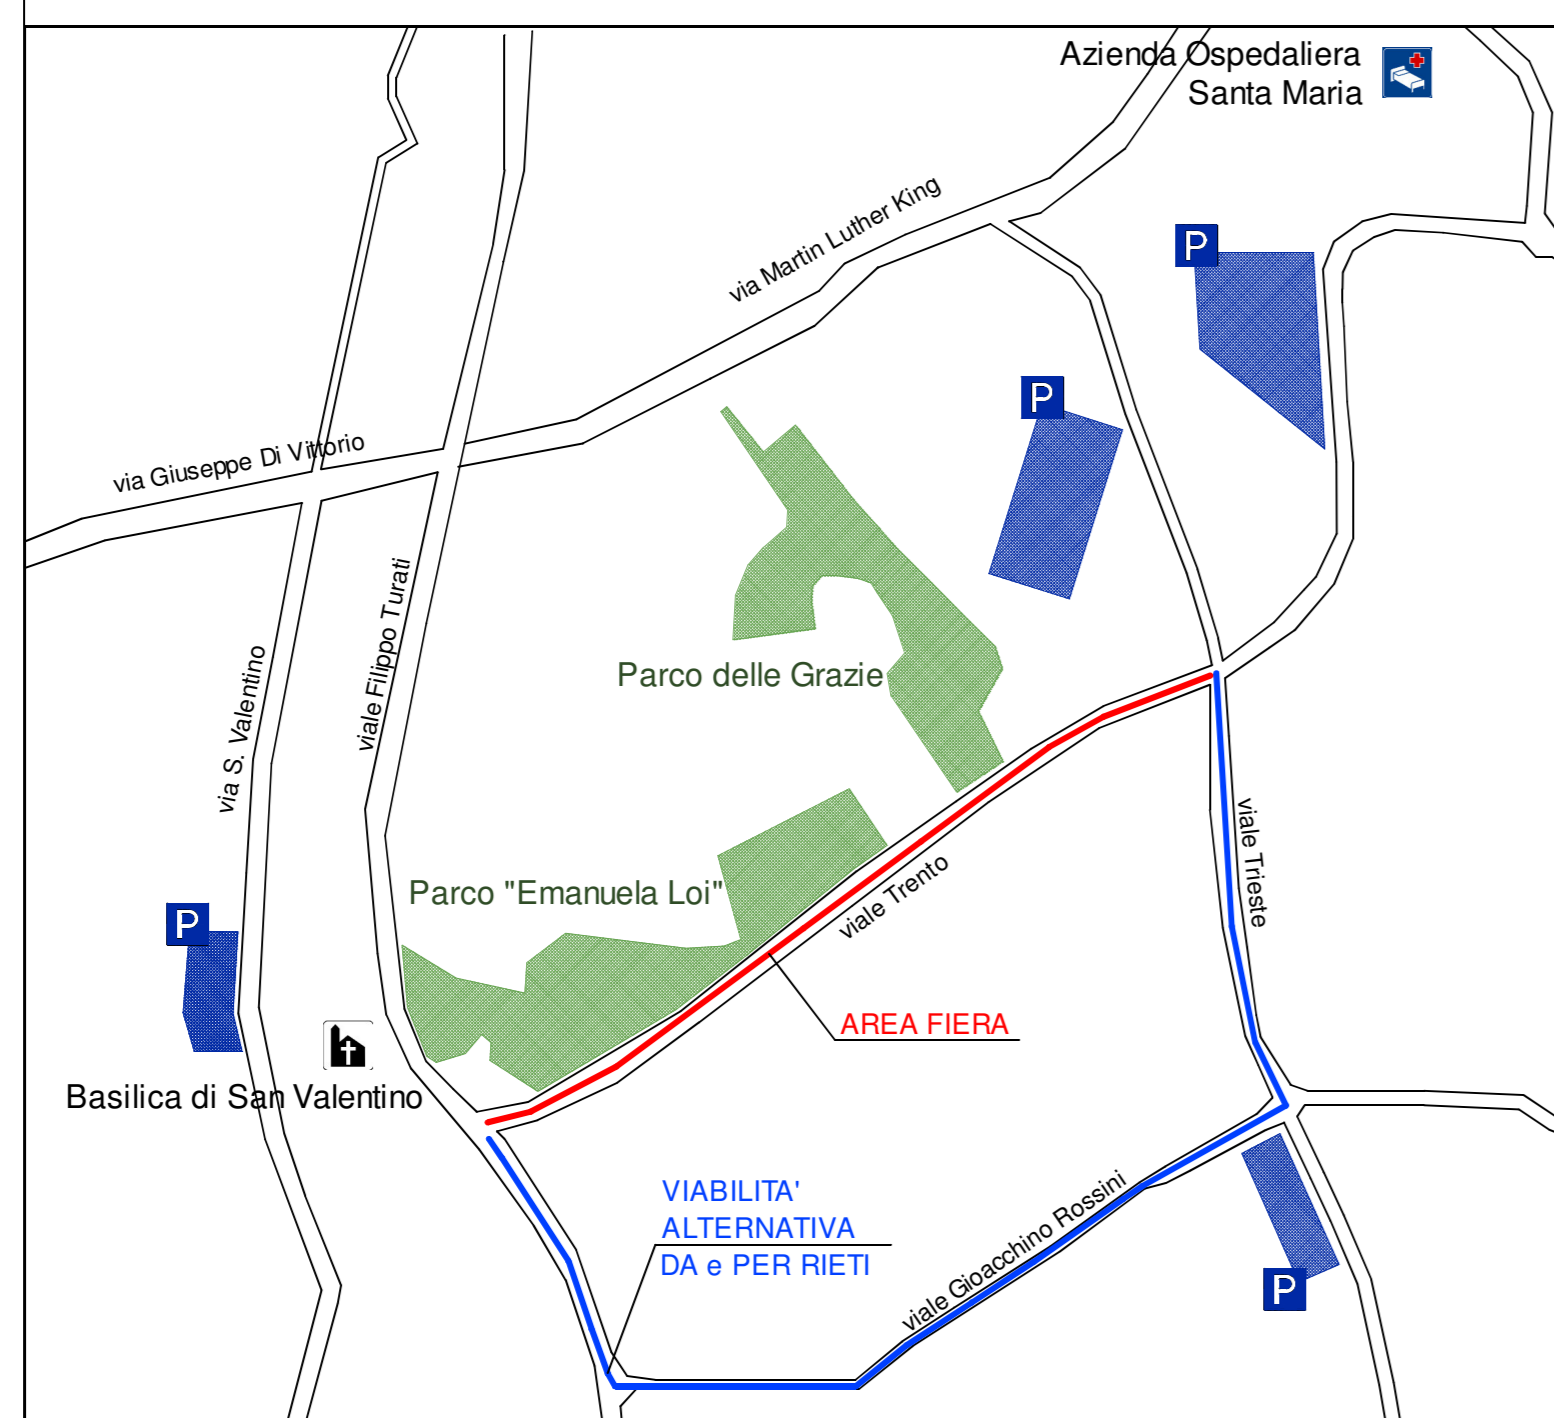 Azienda Ospedaliera
Santa Maria
via Martin Luther King
P
P
via Giuseppe Di Vittorio
viale Filippo Turati
via S. Valentino
Parco delle Grazie
viale Trieste
Parco "Emanuela Loi"
viale Trento
P
AREA FIERA
Basilica di San Valentino
VIABILITA'
ALTERNATIVA
DA e PER RIETI
viale Gioacchino Rossini
P